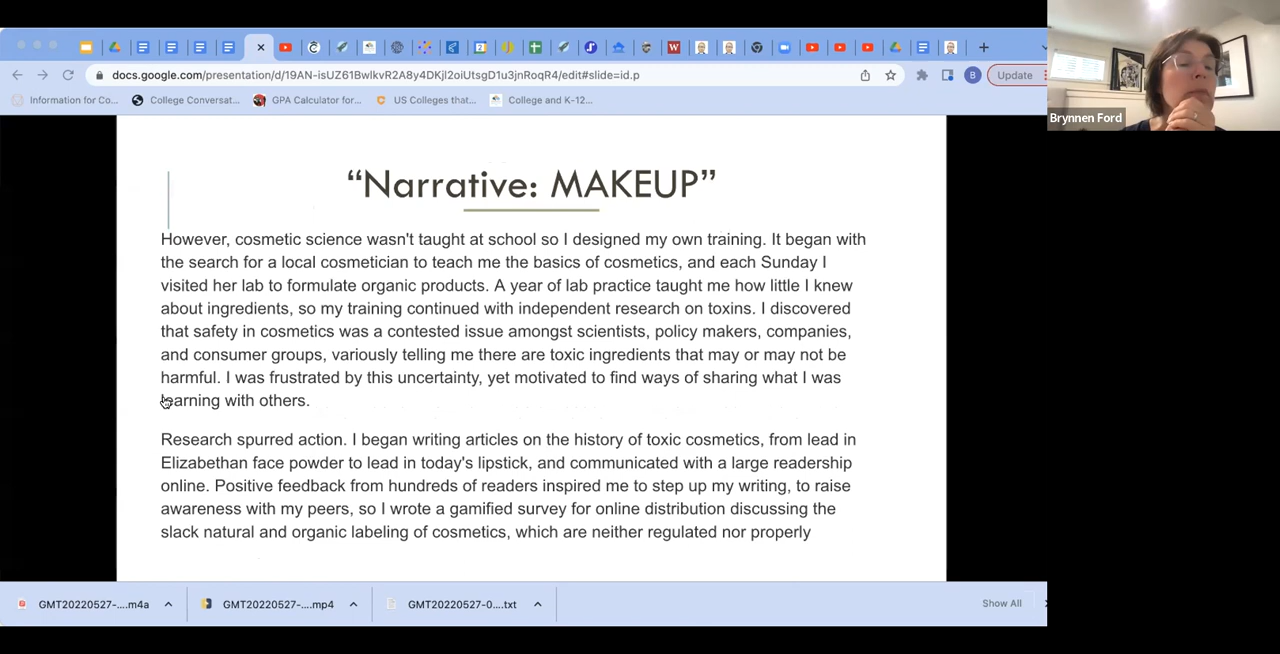 docs.google.com/presentation/d/19AN-isUZ61BwlkvR2A8y4DKjl2oiUtsgD1u3jnRoqR4/edit#slide=id.p
B
Update
Information for Co...
College Conversat...
GPA Calculator for...
US Colleges that...
College and K-12...
Brynnen Ford
“Narrative: MAKEUP”
However, cosmetic science wasn't taught at school so I designed my own training. It began with
the search for a local cosmetician to teach me the basics of cosmetics, and each Sunday I
visited her lab to formulate organic products. A year of lab practice taught me how little I knew
about ingredients, so my training continued with independent research on toxins. I discovered
that safety in cosmetics was a contested issue amongst scientists, policy makers, companies,
and consumer groups, variously telling me there are toxic ingredients that may or may not be
harmful. I was frustrated by this uncertainty, yet motivated to find ways of sharing what I was
learning with others.
Research spurred action. I began writing articles on the history of toxic cosmetics, from lead in
Elizabethan face powder to lead in today's lipstick, and communicated with a large readership
online. Positive feedback from hundreds of readers inspired me to step up my writing, to raise
awareness with my peers, so I wrote a gamified survey for online distribution discussing the
slack natural and organic labeling of cosmetics, which are neither regulated nor properly
GMT20220527-....m4a
GMT20220527-....mp4
GMT20220527-0....txt
Show All